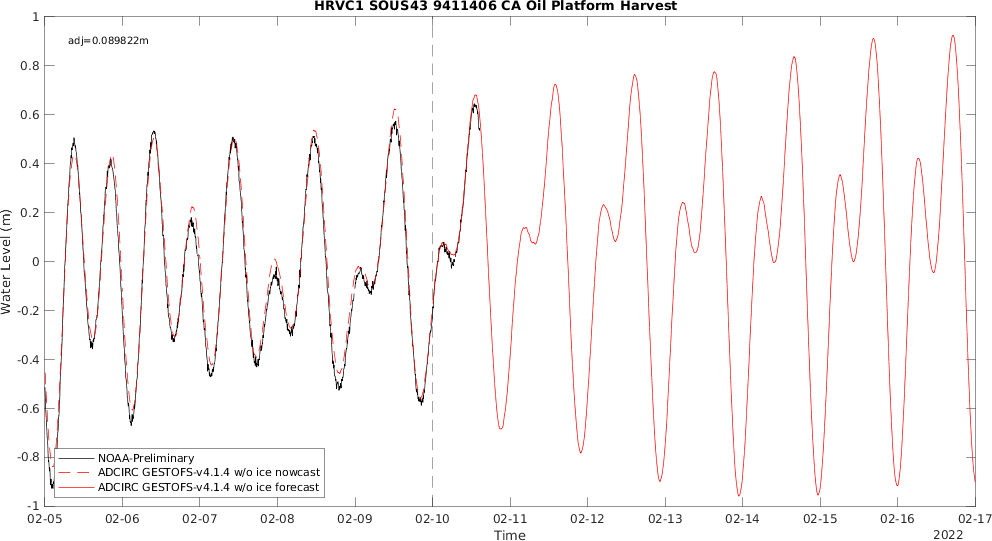 HRVC1 SOUS43 9411406 CA Oil Platform Harvest
adj=0.089822m
Water Level (m)
1
0.8
0.6
0.4
0.2
0
-0.2
-0.4
-0.6
-0.8
-1
NOAA-Preliminary
ADCIRC GESTOFS-v4.1.4 w/o ice nowcast
ADCIRC GESTOFS-v4.1.4 w/o ice forecast
02-05 02-06 02-07 02-08 02-09 02-10 02-11 02-12 02-13 02-14 02-15 02-16 02-17
Time
2022